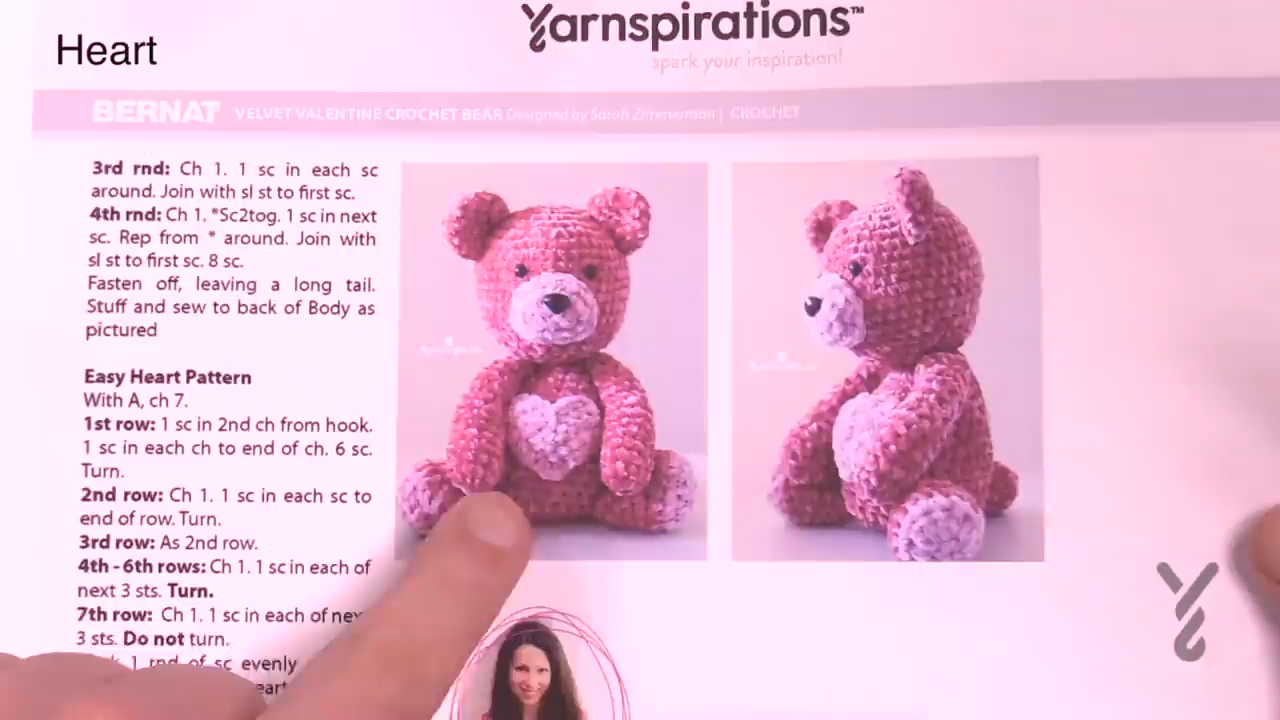 Heart
Yarnspirations™
spark your inspiration!
BERNAT VELVET VALENTINE CROCHET BEAR Designed by Sarah Zimmerman | CROCHET
3rd rnd: Ch 1. 1 sc in each sc
around. Join with sl st to first sc.
4th rnd: Ch 1. *Sc2tog. 1 sc in next
sc. Rep from * around. Join with
sl st to first sc. 8 sc.
Fasten off, leaving a long tail.
Stuff and sew to back of Body as
pictured
Easy Heart Pattern
With A, ch 7.
1st row: 1 sc in 2nd ch from hook.
1 sc in each ch to end of ch. 6 sc.
Turn.
2nd row: Ch 1. 1 sc in each sc to
end of row. Turn.
3rd row: As 2nd row.
4th - 6th rows: Ch 1. 1 sc in each of
next 3 sts. Turn.
7th row: Ch 1. 1 sc in each of
3 sts. Do not turn.
1 rnd of sc evenly